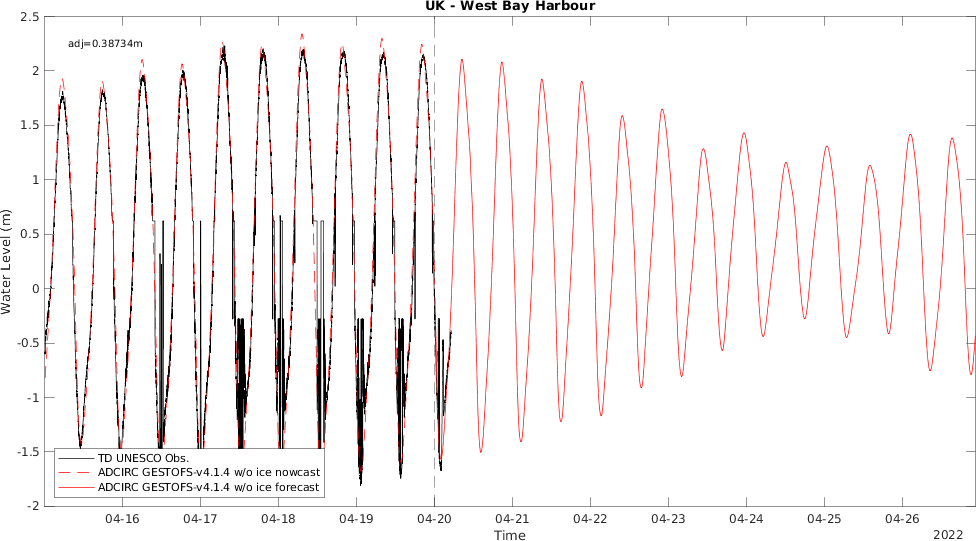 UK - West Bay Harbour
adj=0.38734m
2.5
2
1.5
1
0.5
0
-0.5
-1
-1.5
-2
Water Level (m)
TD UNESCO Obs.
ADCIRC GESTOFS-v4.1.4 w/o ice nowcast
ADCIRC GESTOFS-v4.1.4 w/o ice forecast
04-16 04-17 04-18 04-19 04-20 04-21 04-22 04-23 04-24 04-25 04-26
Time
2022